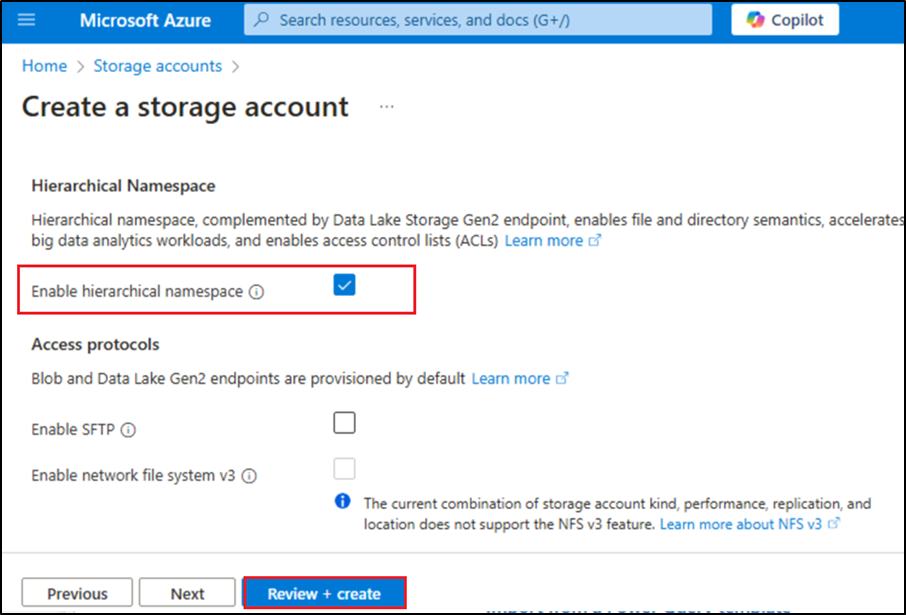 Microsoft Azure
Search resources, services, and docs (G+/)
Copilot
Home > Storage accounts >
Create a storage account ...
Hierarchical Namespace
Hierarchical namespace, complemented by Data Lake Storage Gen2 endpoint, enables file and directory semantics, accelerates
big data analytics workloads, and enables access control lists (ACLs) Learn more
Enable hierarchical namespace
Access protocols
Blob and Data Lake Gen2 endpoints are provisioned by default Learn more
Enable SFTP
Enable network file system v3
The current combination of storage account kind, performance, replication, and
location does not support the NFS v3 feature. Learn more about NFS v3
Previous
Next
Review + create